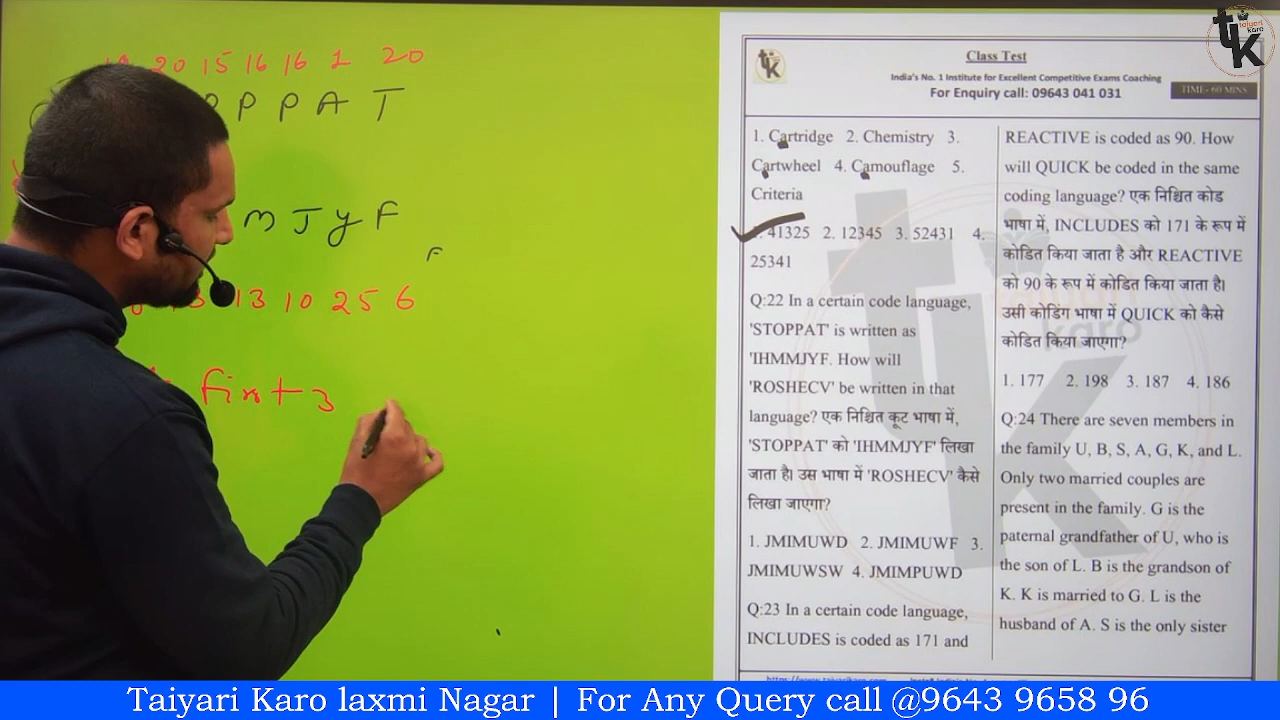 20 15 16 16 1 20
P P A T
M J Y F
F
13 10 25 6
first 3
tk
taiyari
karo
tk
Class Test
India's No. 1 Institute for Excellent Competitive Exams Coaching
For Enquiry call: 09643 041 031
TIME- 60 MINS
1. Cartridge 2. Chemistry 3.
Cartwheel 4. Camouflage 5.
Criteria
1. 41325 2. 12345 3. 52431 4.
25341
Q:22 In a certain code language,
'STOPPAT' is written as
'IHMMJYF. How will
'ROSHECV' be written in that
language? एक निश्चित कूट भाषा में,
'STOPPAT' को 'IHMMJYF' लिखा
जाता है। उस भाषा में 'ROSHECV' कैसे
लिखा जाएगा?
1. JMIMUWD 2. JMIMUWF 3.
JMIMUWSW 4. JMIMPUWD
Q:23 In a certain code language,
INCLUDES is coded as 171 and
REACTIVE is coded as 90. How
will QUICK be coded in the same
coding language? एक निश्चित कोड
भाषा में, INCLUDES को 171 के रूप में
कोडित किया जाता है और REACTIVE
को 90 के रूप में कोडित किया जाता है।
उसी कोडिंग भाषा में QUICK को कैसे
कोडित किया जाएगा?
1. 177 2. 198 3. 187 4. 186
Q:24 There are seven members in
the family U, B, S, A, G, K, and L.
Only two married couples are
present in the family. G is the
paternal grandfather of U, who is
the son of L. B is the grandson of
K. K is married to G. L is the
husband of A. S is the only sister
Taiyari Karo laxmi Nagar | For Any Query call @9643 9658 96